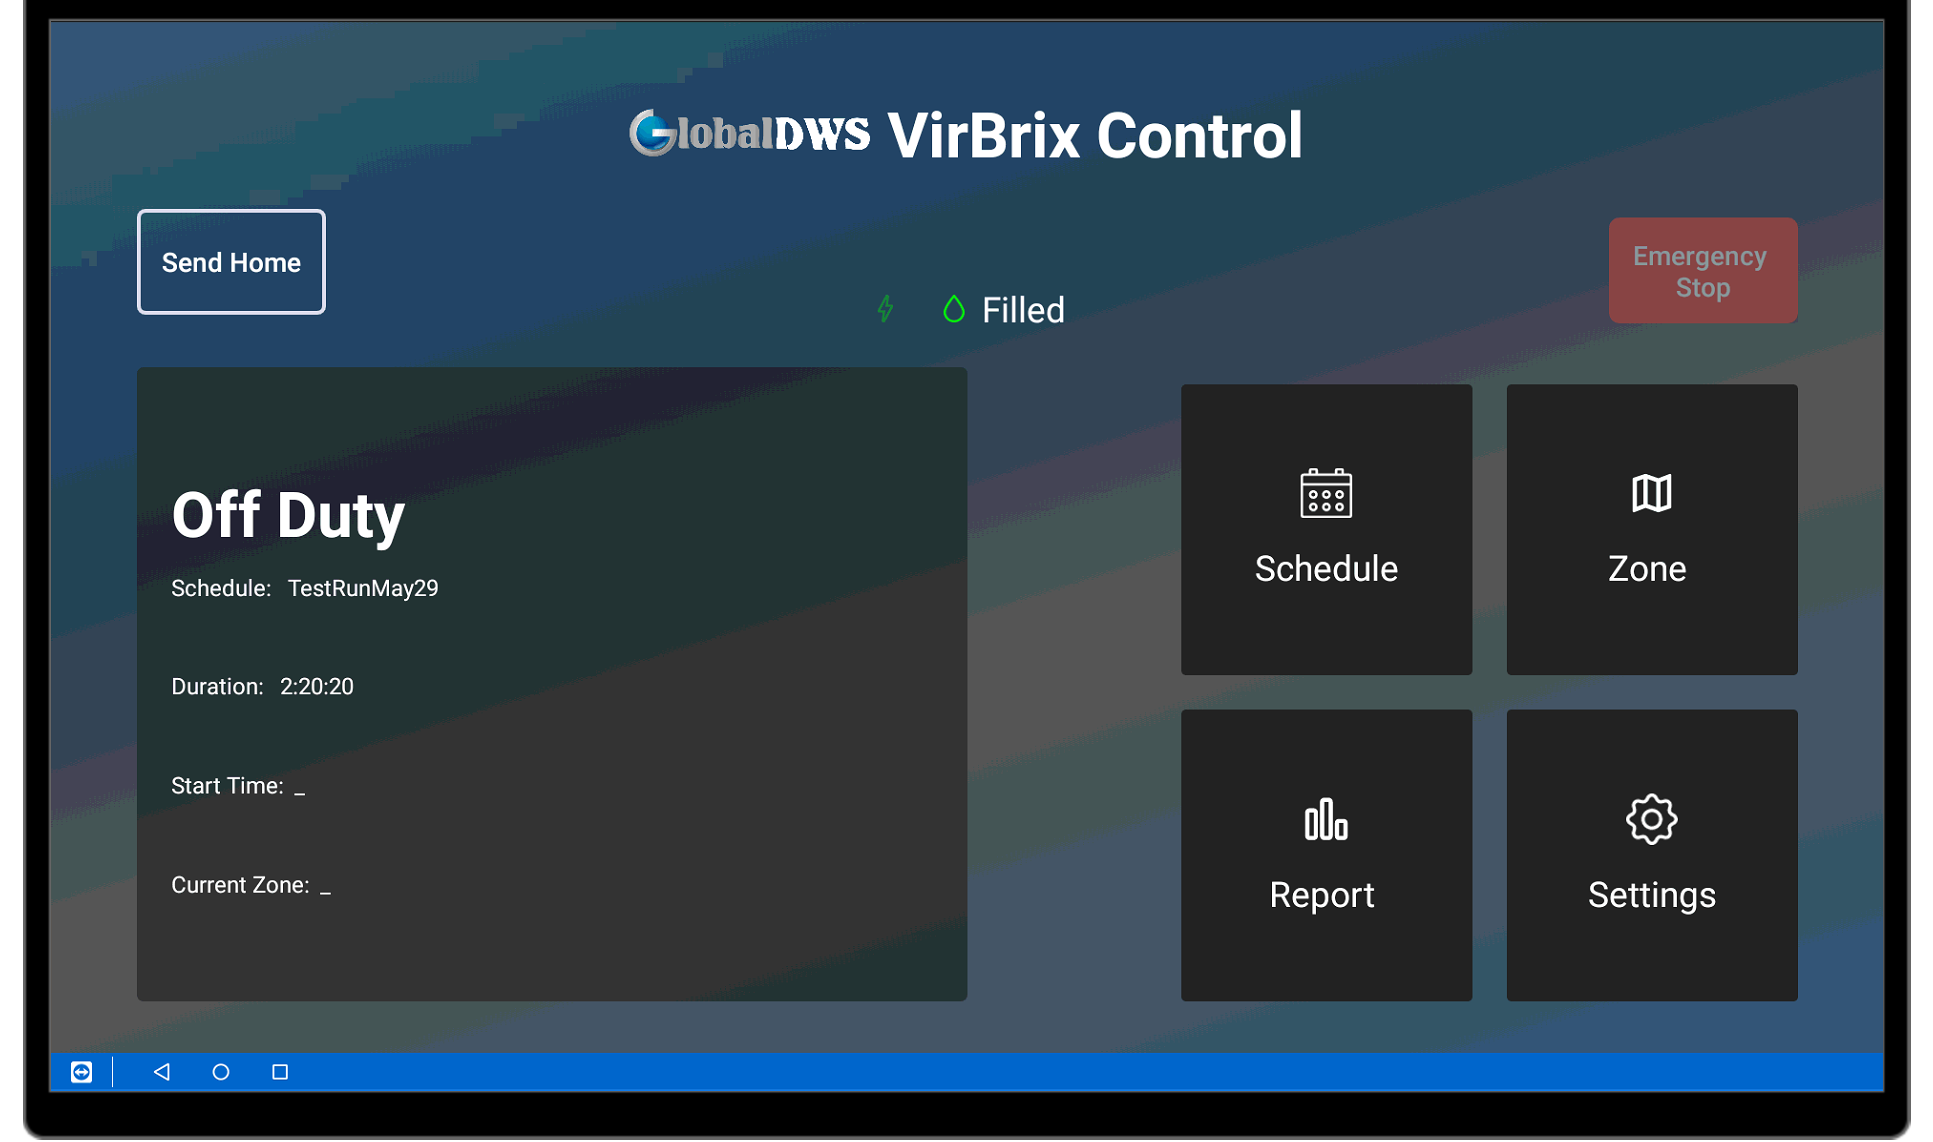 GlobalDWS VirBrix Control
Send Home
Emergency
Stop
Filled
Off Duty
Schedule: TestRunMay29
Duration: 2:20:20
Start Time: _
Current Zone: _
Schedule
Zone
Report
Settings